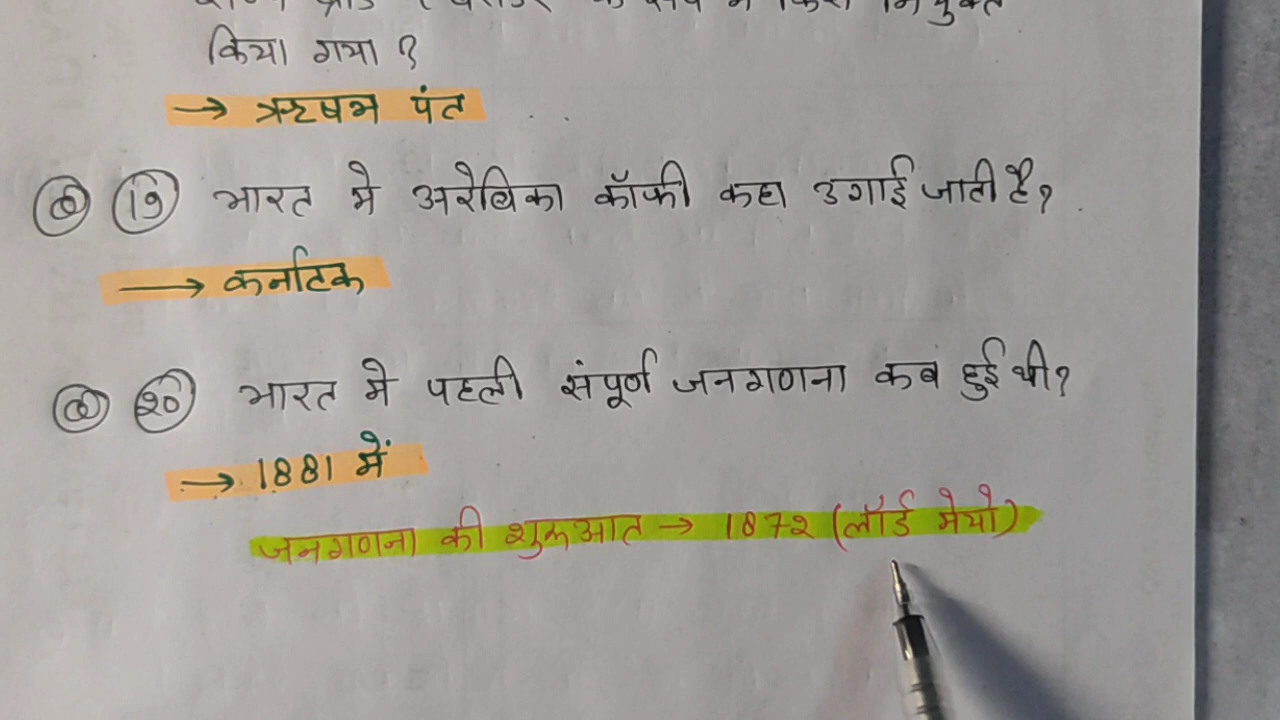 किया गया ?
→ ऋषभ पंत
@ 19 भारत मे अरेबिका कॉफी कहा उगाई जाती है?
→ कर्नाटक
@ 20 भारत मे पहली संपूर्ण जनगणना कब हुई थी?
→ 1881 में
जनगणना की शुरूआत → 1872 (लॉर्ड मेयो)